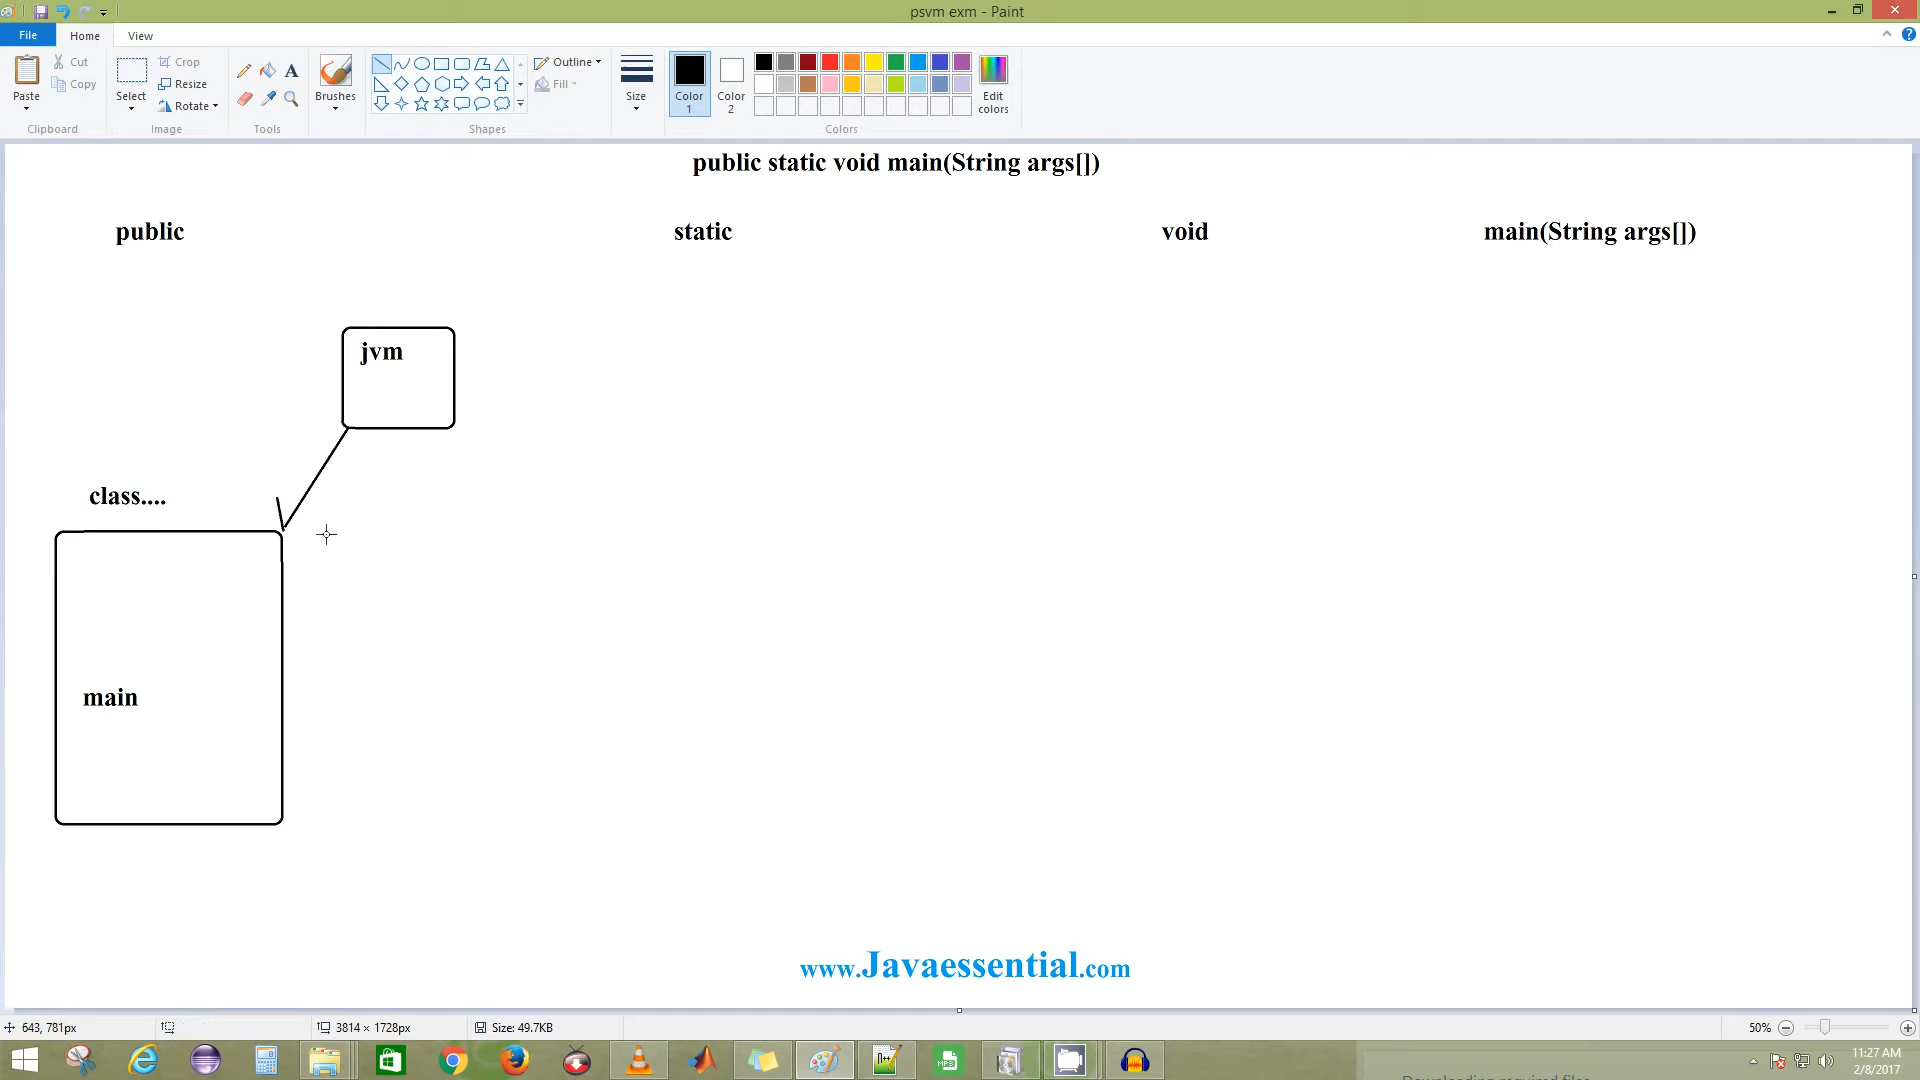 psvm exm - Paint
File Home View
Paste Cut Copy Clipboard
Select Crop Resize Rotate Image
Tools
Brushes
Outline Fill Shapes
Size
Color 1 Color 2 Edit colors Colors
public static void main(String args[])
public static void main(String args[])
jvm
class....
main
www.Javaessential.com
643, 781px 3814 × 1728px Size: 49.7KB 50%
11:27 AM
2/8/2017